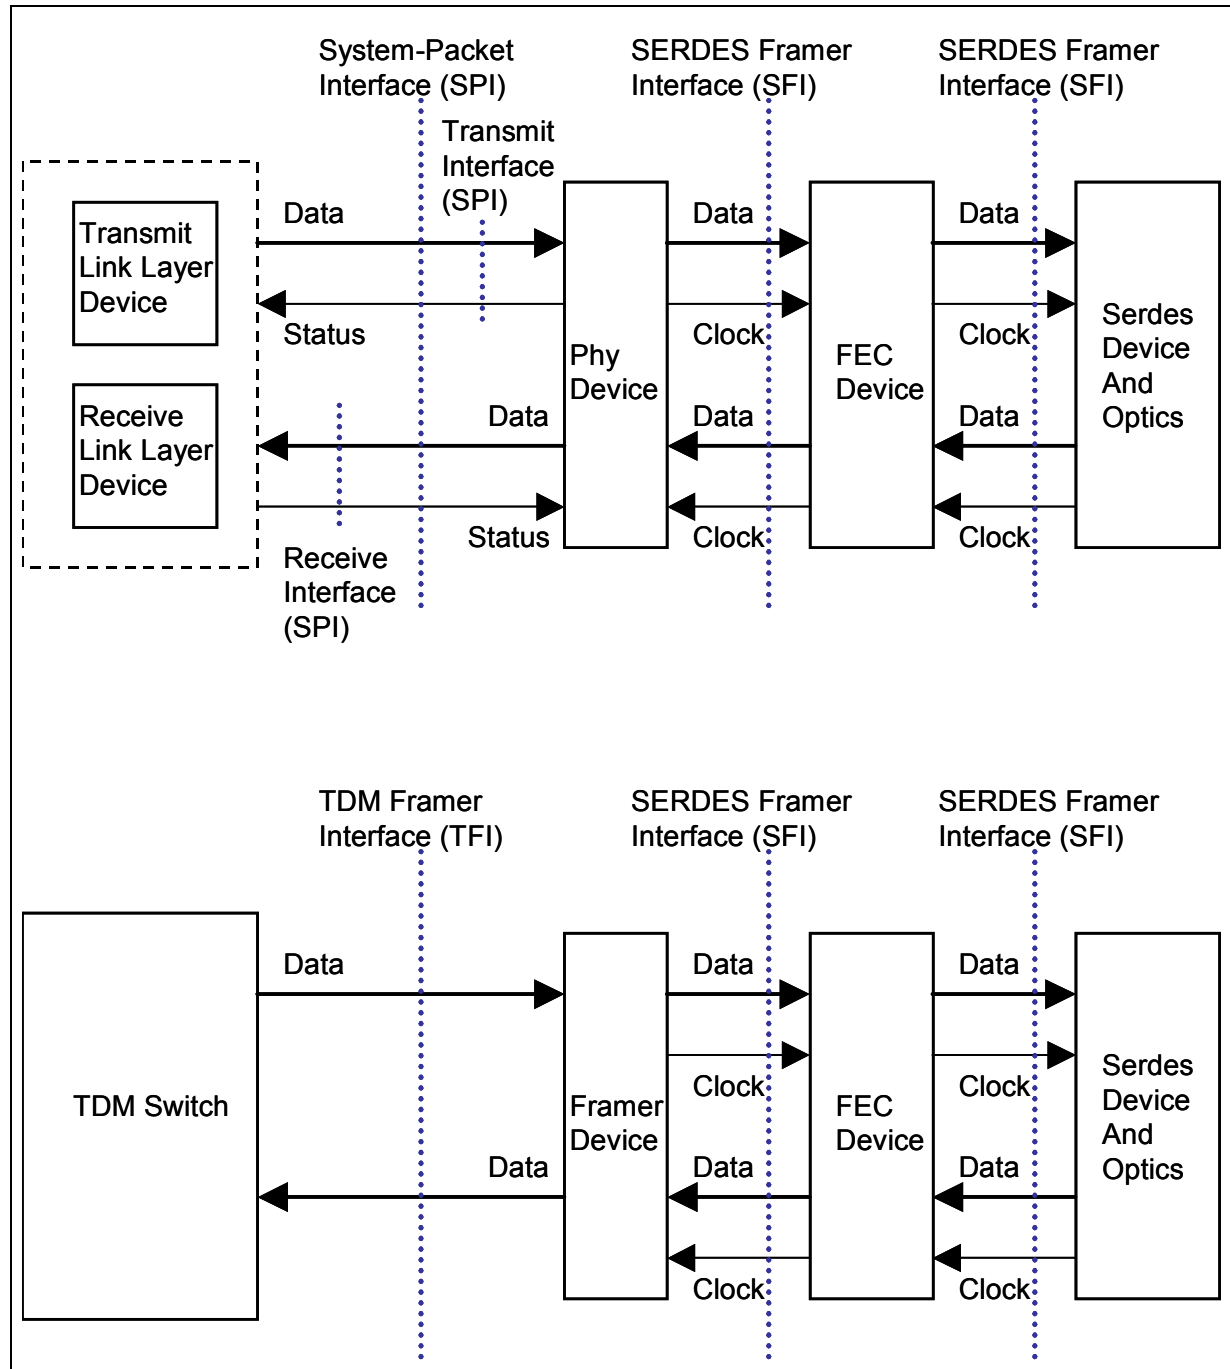 System-Packet
Interface (SPI)
SERDES Framer
Interface (SFI)
SERDES Framer
Interface (SFI)
Transmit
Interface
(SPI)
Transmit
Link Layer
Device
Data
Status
Data
Clock
Data
Clock
Receive
Link Layer
Device
Data
Status
Receive
Interface
(SPI)
Phy
Device
Data
Clock
FEC
Device
Data
Clock
Serdes
Device
And
Optics
TDM Framer
Interface (TFI)
SERDES Framer
Interface (SFI)
SERDES Framer
Interface (SFI)
TDM Switch
Data
Data
Framer
Device
Data
Clock
Data
Clock
FEC
Device
Data
Clock
Data
Clock
Serdes
Device
And
Optics